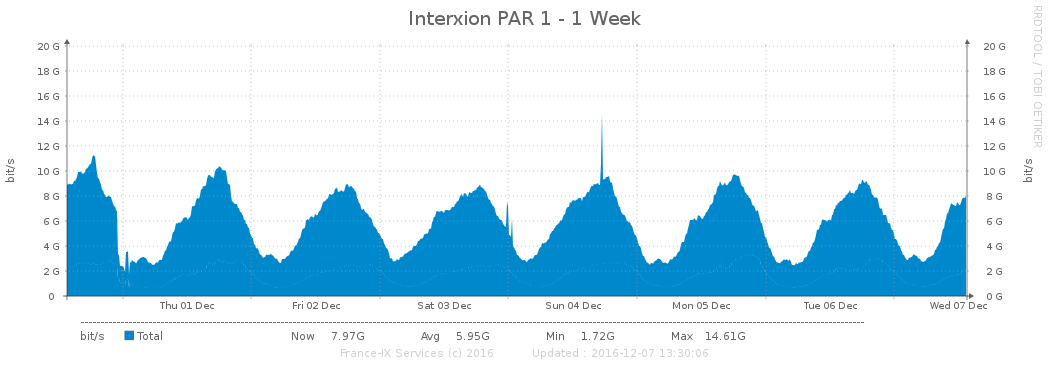 Interxion PAR 1 - 1 Week
RRDTOOL / TOBI OETIKER
bit/s
20 G 20 G
18 G 18 G
16 G 16 G
14 G 14 G
12 G 12 G
10 G 10 G
8 G 8 G
6 G 6 G
4 G 4 G
2 G 2 G
0 0 G
bit/s
Thu 01 Dec Fri 02 Dec Sat 03 Dec Sun 04 Dec Mon 05 Dec Tue 06 Dec Wed 07 Dec
bit/s Total Now 7.97G Avg 5.95G Min 1.72G Max 14.61G
France-IX Services (c) 2016 Updated : 2016-12-07 13:30:06